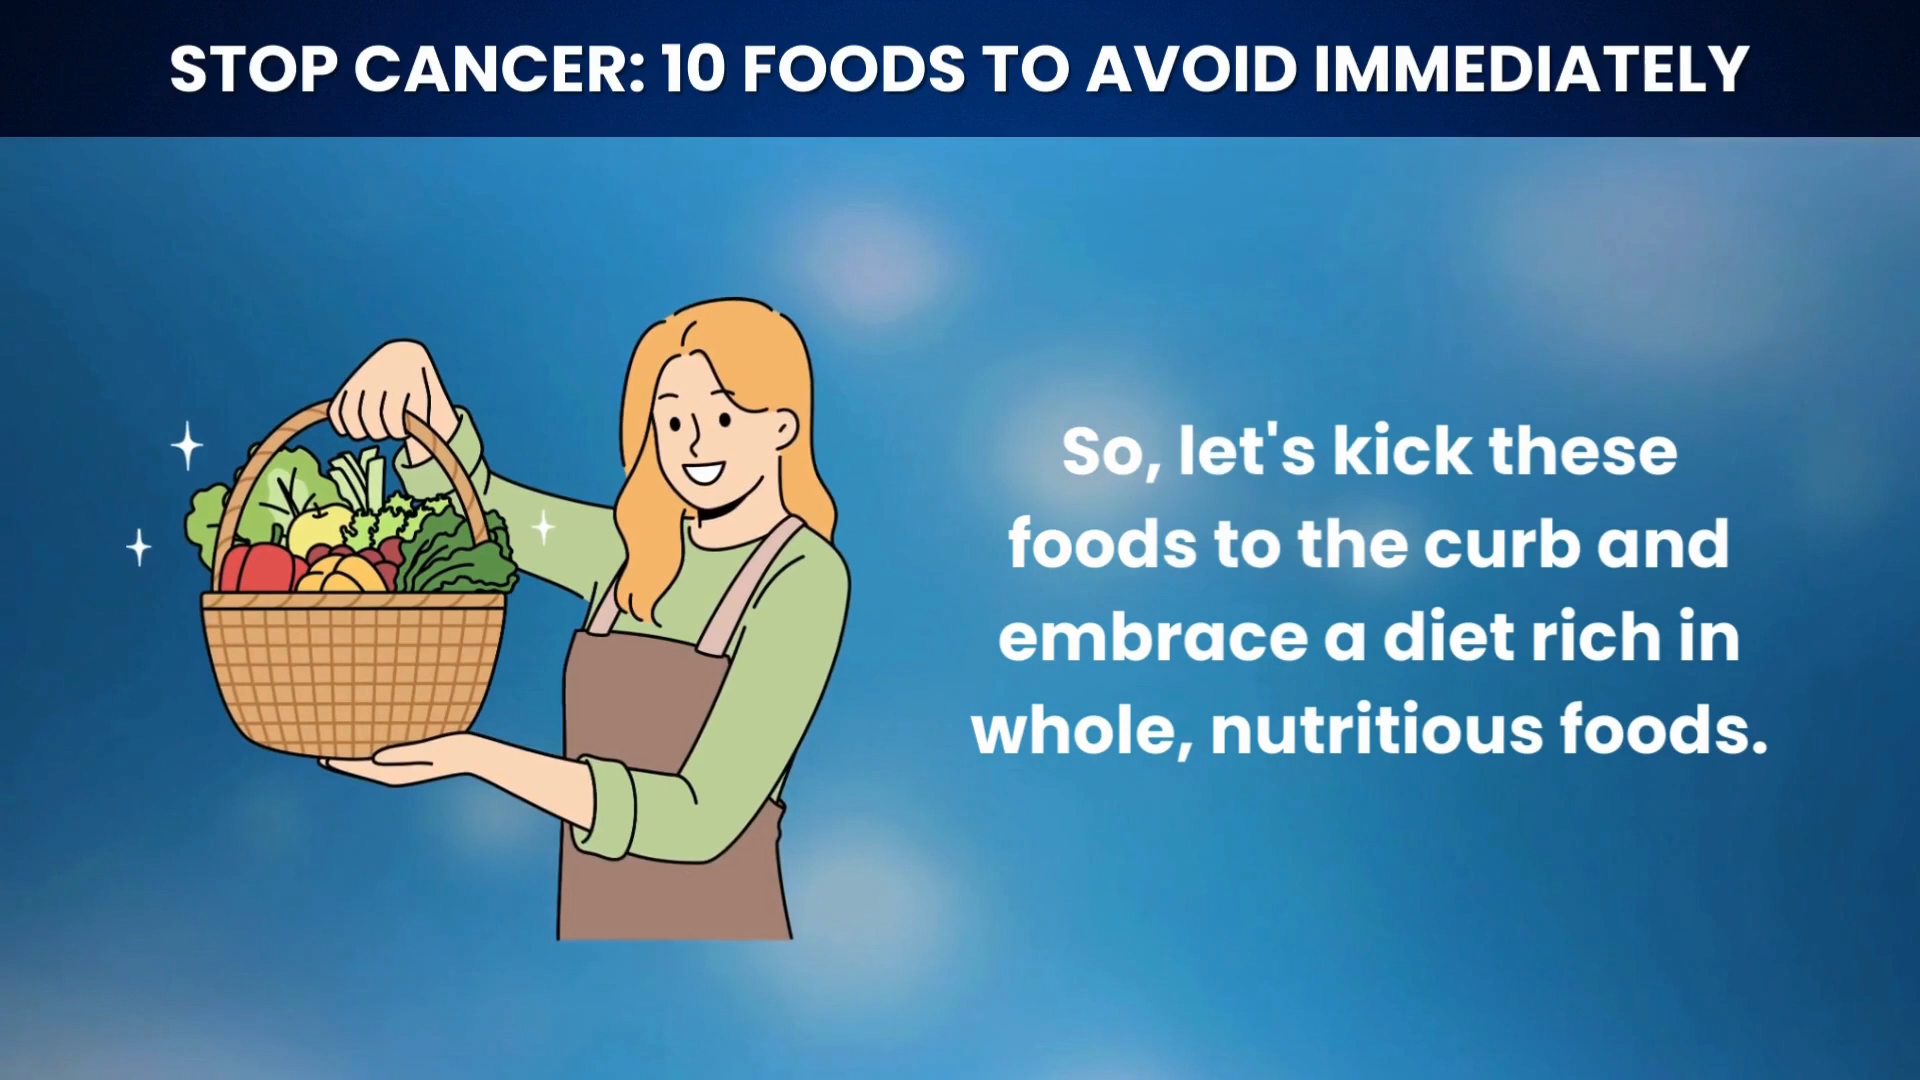 STOP CANCER: 10 FOODS TO AVOID IMMEDIATELY
So, let's kick these
foods to the curb and
embrace a diet rich in
whole, nutritious foods.